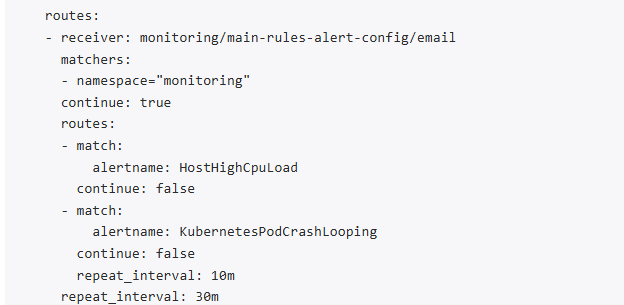 routes:
- receiver: monitoring/main-rules-alert-config/email
  matchers:
  - namespace="monitoring"
  continue: true
  routes:
  - match:
      alertname: HostHighCpuLoad
    continue: false
  - match:
      alertname: KubernetesPodCrashLooping
    continue: false
    repeat_interval: 10m
  repeat_interval: 30m